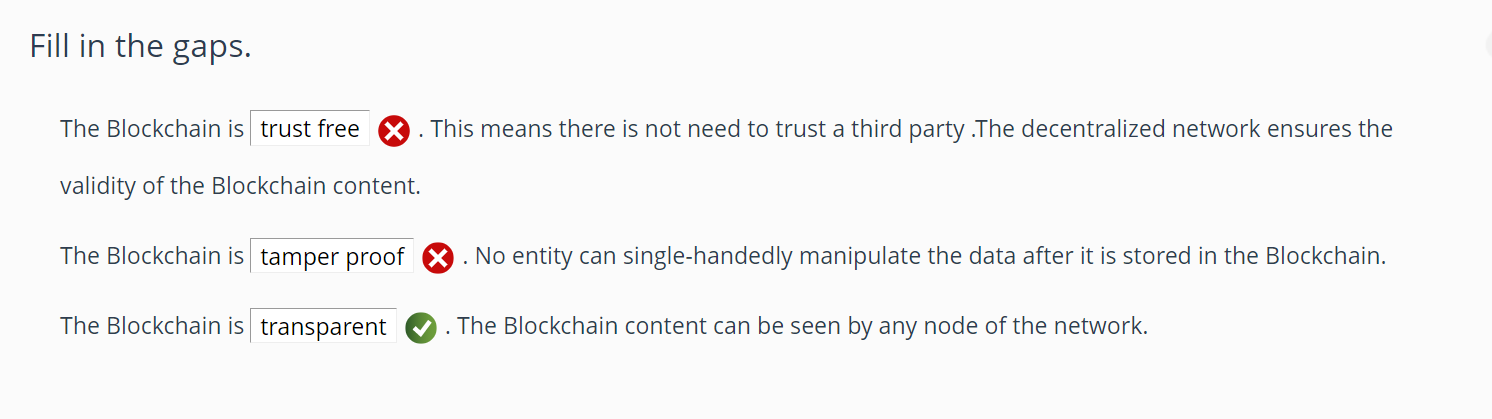 Fill in the gaps.
The Blockchain is trust free . This means there is not need to trust a third party .The decentralized network ensures the
validity of the Blockchain content.
The Blockchain is tamper proof . No entity can single-handedly manipulate the data after it is stored in the Blockchain.
The Blockchain is transparent . The Blockchain content can be seen by any node of the network.